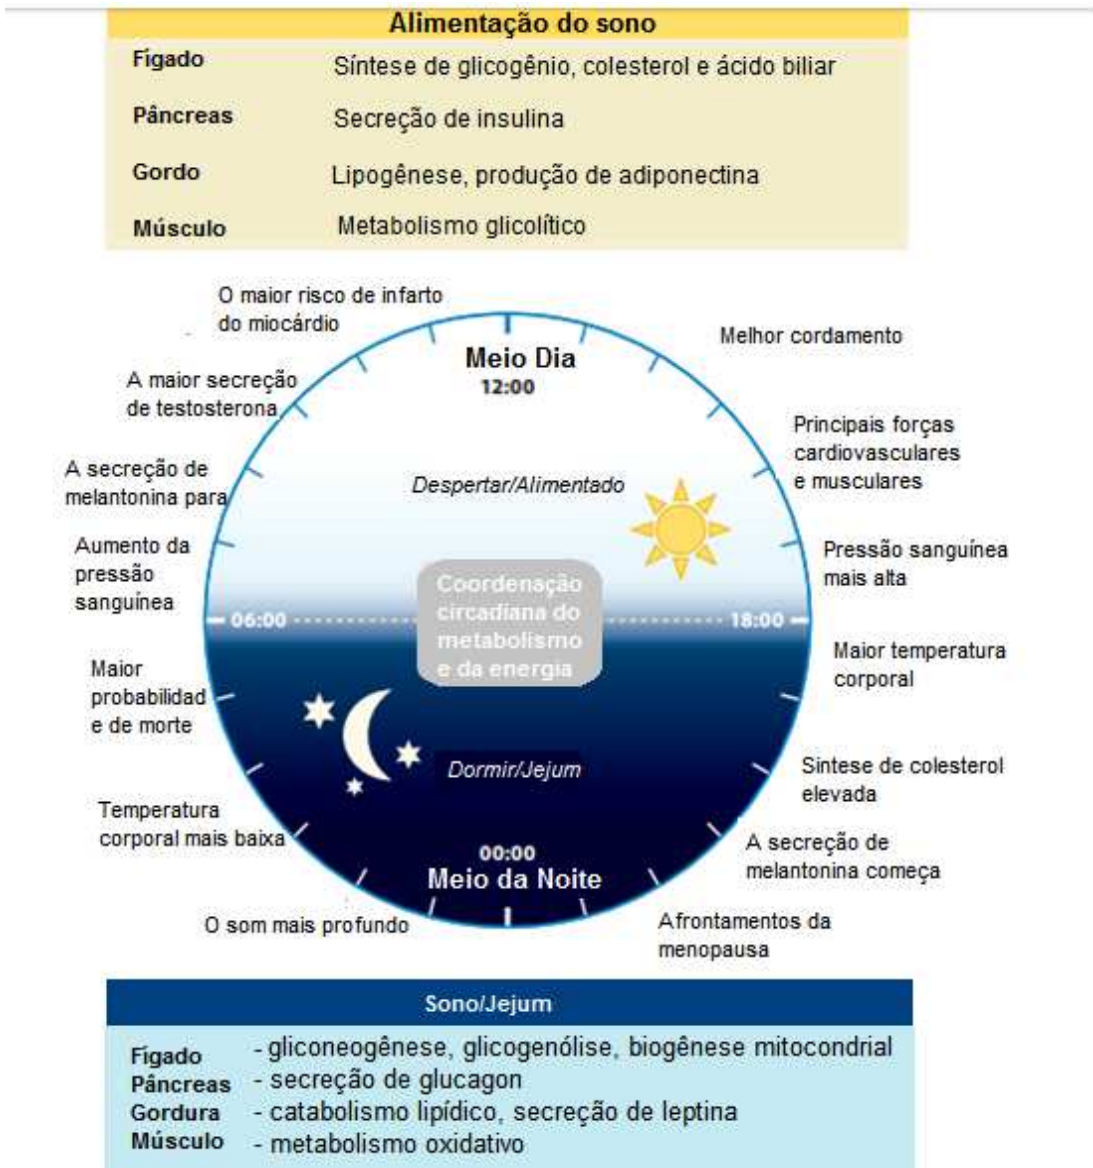 Alimentação do sono
Fígado Síntese de glicogênio, colesterol e ácido biliar
Pâncreas Secreção de insulina
Gordo Lipogênese, produção de adiponectina
Músculo Metabolismo glicolítico
O maior risco de infarto
do miocárdio
A maior secreção
de testosterona
A secreção de
melantonina para
Aumento da
pressão
sanguínea
Maior
probabilidad
e de morte
Temperatura
corporal mais baixa
O som mais profundo
Meio Dia
12:00
Despertar/Alimentado
Coordenação
circadiana do
metabolismo
e da energia
06:00
18:00
Dormir/Jejum
00:00
Meio da Noite
Melhor cordamento
Principais forças
cardiovasculares
e musculares
Pressão sanguínea
mais alta
Maior temperatura
corporal
Sintese de colesterol
elevada
A secreção de
melantonina começa
Afrontamentos da
menopausa
Sono/Jejum
Fígado - gliconeogênese, glicogenólise, biogênese mitocondrial
Pâncreas - secreção de glucagon
Gordura - catabolismo lipídico, secreção de leptina
Músculo - metabolismo oxidativo